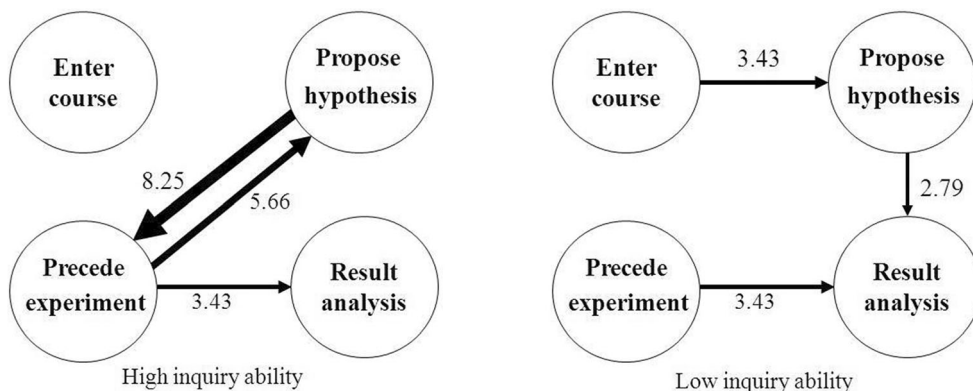 Enter
course
Propose
hypothesis
8.25
5.66
Precede
experiment
3.43
Result
analysis
High inquiry ability
Enter
course
3.43
Propose
hypothesis
2.79
Precede
experiment
3.43
Result
analysis
Low inquiry ability